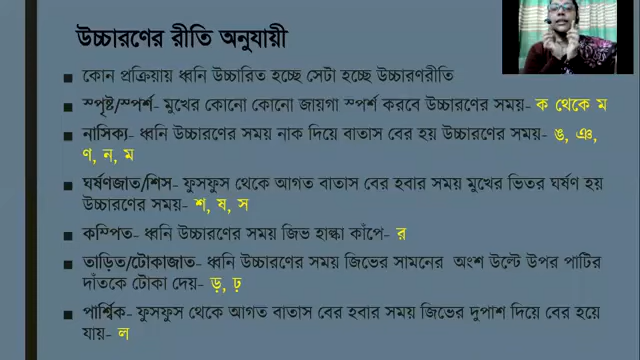 উচ্চারণের রীতি অনুযায়ী
কোন প্রক্রিয়ায় ধ্বনি উচ্চারিত হচ্ছে সেটা হচ্ছে উচ্চারণরীতি
স্পৃষ্ট/স্পর্শ- মুখের কোনো কোনো জায়গা স্পর্শ করবে উচ্চারণের সময়- ক থেকে ম
নাসিক্য- ধ্বনি উচ্চারণের সময় নাক দিয়ে বাতাস বের হয় উচ্চারণের সময়- ঙ, ঞ,
ণ, ন, ম
ঘর্ষণজাত/শিস- ফুসফুস থেকে আগত বাতাস বের হবার সময় মুখের ভিতর ঘর্ষণ হয়
উচ্চারণের সময়- শ, ষ, স
কম্পিত- ধ্বনি উচ্চারণের সময় জিভ হাল্কা কাঁপে- র
তাড়িত/টোকাজাত- ধ্বনি উচ্চারণের সময় জিভের সামনের অংশ উল্টে উপর পাটির
দাঁতকে টোকা দেয়- ড়, ঢ়
পার্শ্বিক- ফুসফুস থেকে আগত বাতাস বের হবার সময় জিভের দুপাশ দিয়ে বের হয়ে
যায়- ল